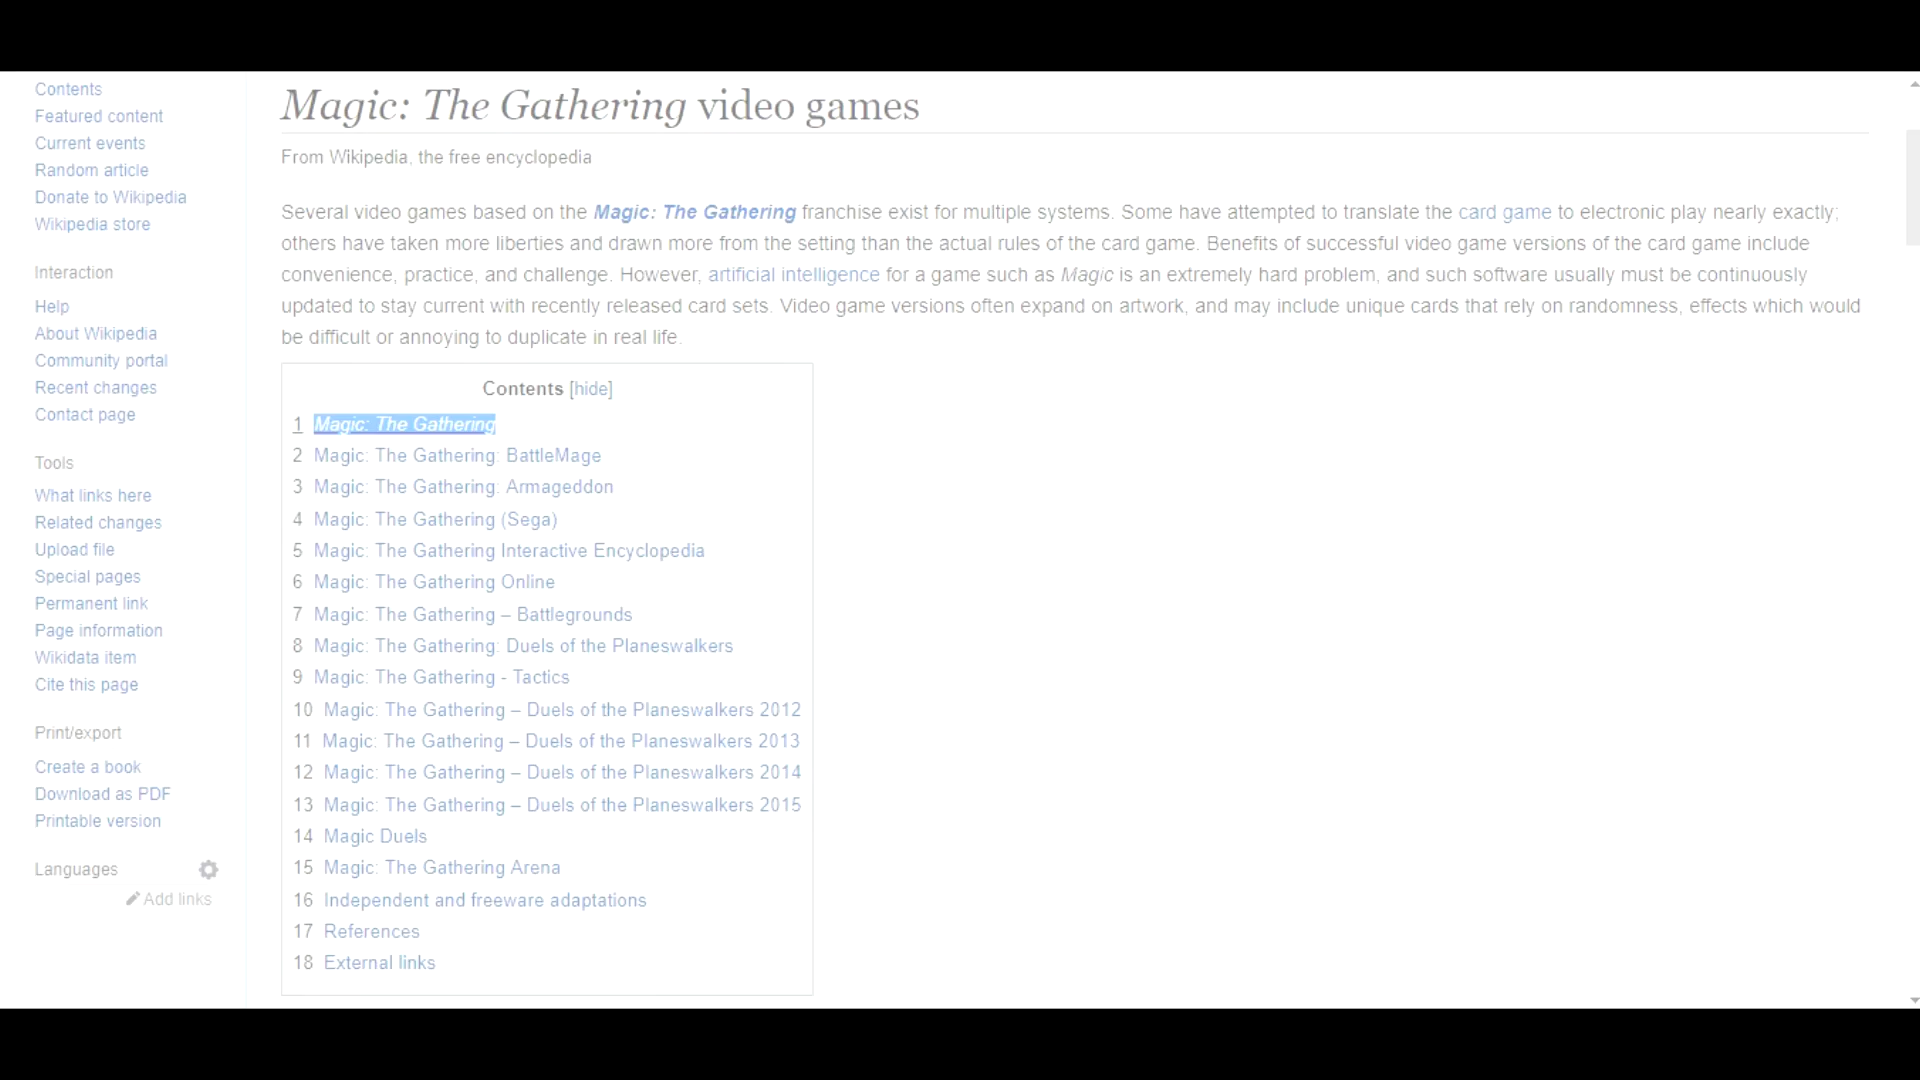 Contents
Featured content
Current events
Random article
Donate to Wikipedia
Wikipedia store
Interaction
Help
About Wikipedia
Community portal
Recent changes
Contact page
Tools
What links here
Related changes
Upload file
Special pages
Permanent link
Page information
Wikidata item
Cite this page
Print/export
Create a book
Download as PDF
Printable version
Languages
Add links
Magic: The Gathering video games
From Wikipedia, the free encyclopedia
Several video games based on the Magic: The Gathering franchise exist for multiple systems. Some have attempted to translate the card game to electronic play nearly exactly;
others have taken more liberties and drawn more from the setting than the actual rules of the card game. Benefits of successful video game versions of the card game include
convenience, practice, and challenge. However, artificial intelligence for a game such as Magic is an extremely hard problem, and such software usually must be continuously
updated to stay current with recently released card sets. Video game versions often expand on artwork, and may include unique cards that rely on randomness, effects which would
be difficult or annoying to duplicate in real life.
Contents [hide]
1 Magic: The Gathering
2 Magic: The Gathering: BattleMage
3 Magic: The Gathering: Armageddon
4 Magic: The Gathering (Sega)
5 Magic: The Gathering Interactive Encyclopedia
6 Magic: The Gathering Online
7 Magic: The Gathering – Battlegrounds
8 Magic: The Gathering: Duels of the Planeswalkers
9 Magic: The Gathering - Tactics
10 Magic: The Gathering – Duels of the Planeswalkers 2012
11 Magic: The Gathering – Duels of the Planeswalkers 2013
12 Magic: The Gathering – Duels of the Planeswalkers 2014
13 Magic: The Gathering – Duels of the Planeswalkers 2015
14 Magic Duels
15 Magic: The Gathering Arena
16 Independent and freeware adaptations
17 References
18 External links